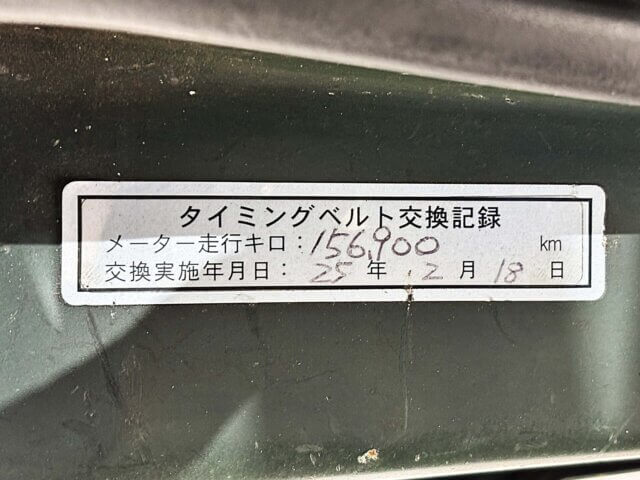 タイミングベルト交換記録
メーター走行キロ：156,900 km
交換実施年月日： 25 年 2 月 18 日